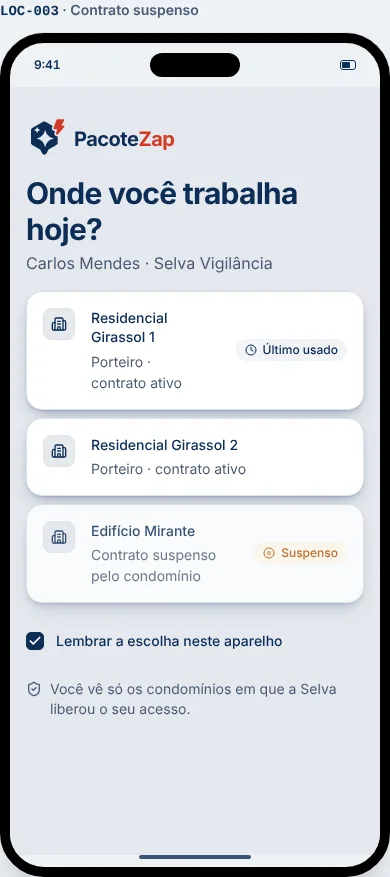 LOC-003 · Contrato suspenso
9:41
PacoteZap
Onde você trabalha
hoje?
Carlos Mendes · Selva Vigilância
Residencial
Girassol 1
Porteiro ·
contrato ativo
Último usado
Residencial Girassol 2
Porteiro · contrato ativo
Edifício Mirante
Contrato suspenso
pelo condomínio
Suspenso
Lembrar a escolha neste aparelho
Você vê só os condomínios em que a Selva
liberou o seu acesso.